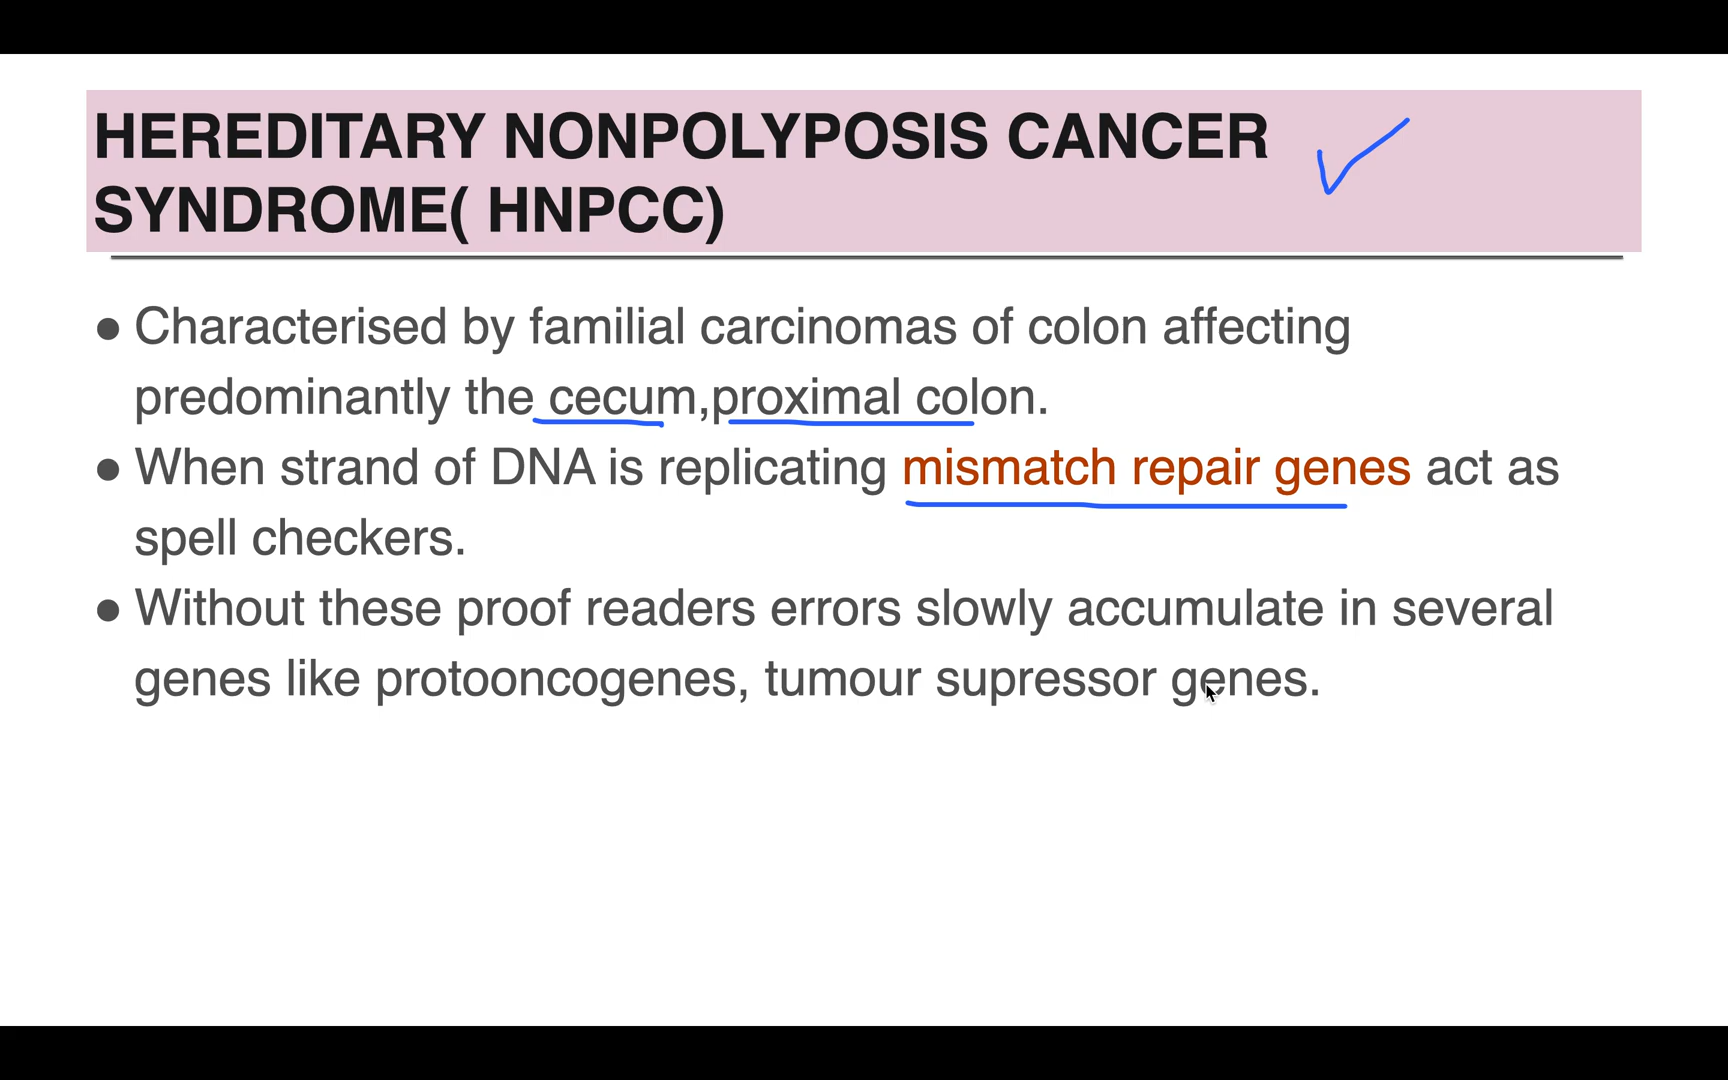 HEREDITARY NONPOLYPOSIS CANCER
SYNDROME( HNPCC)
● Characterised by familial carcinomas of colon affecting
predominantly the cecum,proximal colon.
● When strand of DNA is replicating mismatch repair genes act as
spell checkers.
● Without these proof readers errors slowly accumulate in several
genes like protooncogenes, tumour supressor genes.